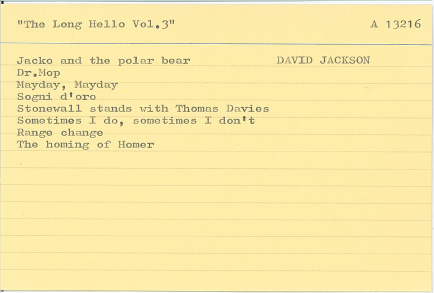 "The Long Hello Vol.3" A 13216
Jacko and the polar bear DAVID JACKSON
Dr.Mop
Mayday, Mayday
Sogni d'oro
Stonewall stands with Thomas Davies
Sometimes I do, sometimes I don't
Range change
The homing of Homer